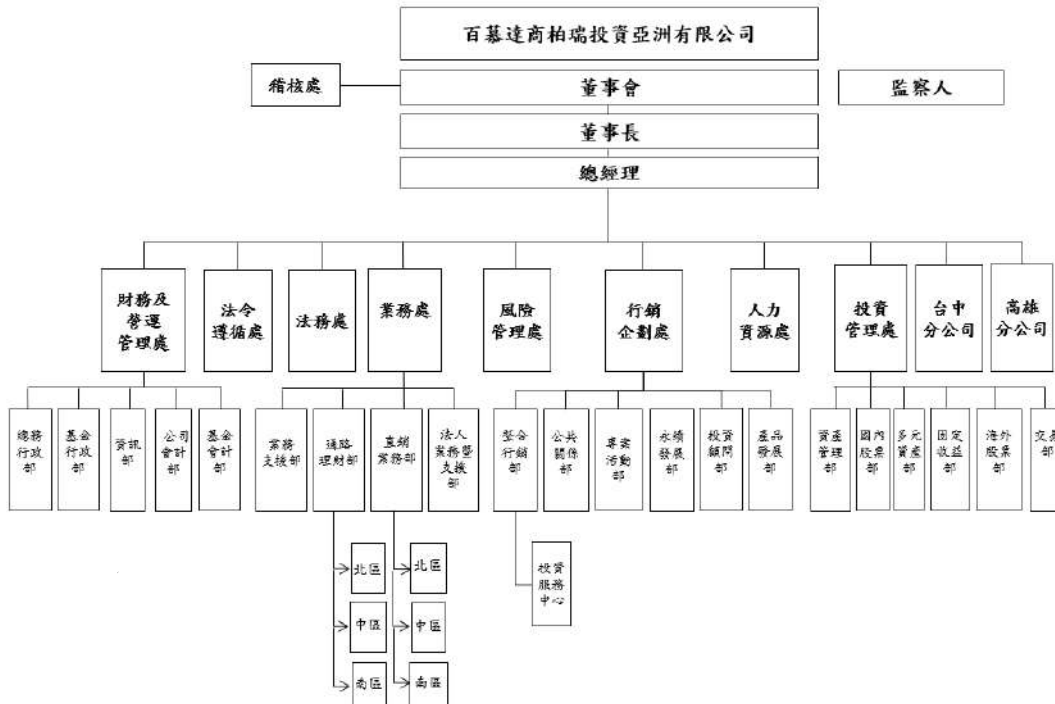 百慕達商柏瑞投資亞洲有限公司
稽核處
董事會
監察人
董事長
總經理
財務及
營運
管理處
法令
遵循處
法務處
業務處
風險
管理處
行銷
企劃處
人力
資源處
投資
管理處
台中
分公司
高雄
分公司
總務
行政
部
基金
行政
部
資訊
部
公司
會計
部
基金
會計
部
業務
支援部
通路
理財部
直銷
業務部
法人
業務暨
支援
部
整合
行銷
部
公共
關係
部
專案
活動
部
永續
發展
部
投資
顧問
部
產品
發展
部
資產
管理
部
國內
股票
部
多元
資產
部
固定
收益
部
海外
股票
部
交易
部
北區
中區
南區
北區
中區
南區
投資
服務
中心